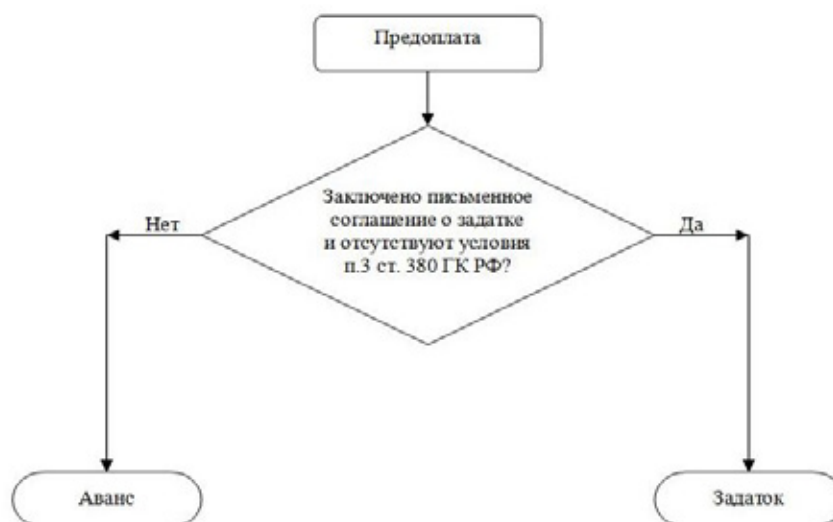 Предоплата
Заключено письменное
соглашение о задатке
и отсутствуют условия
п.3 ст. 380 ГК РФ?
Нет
Да
Аванс
Задаток